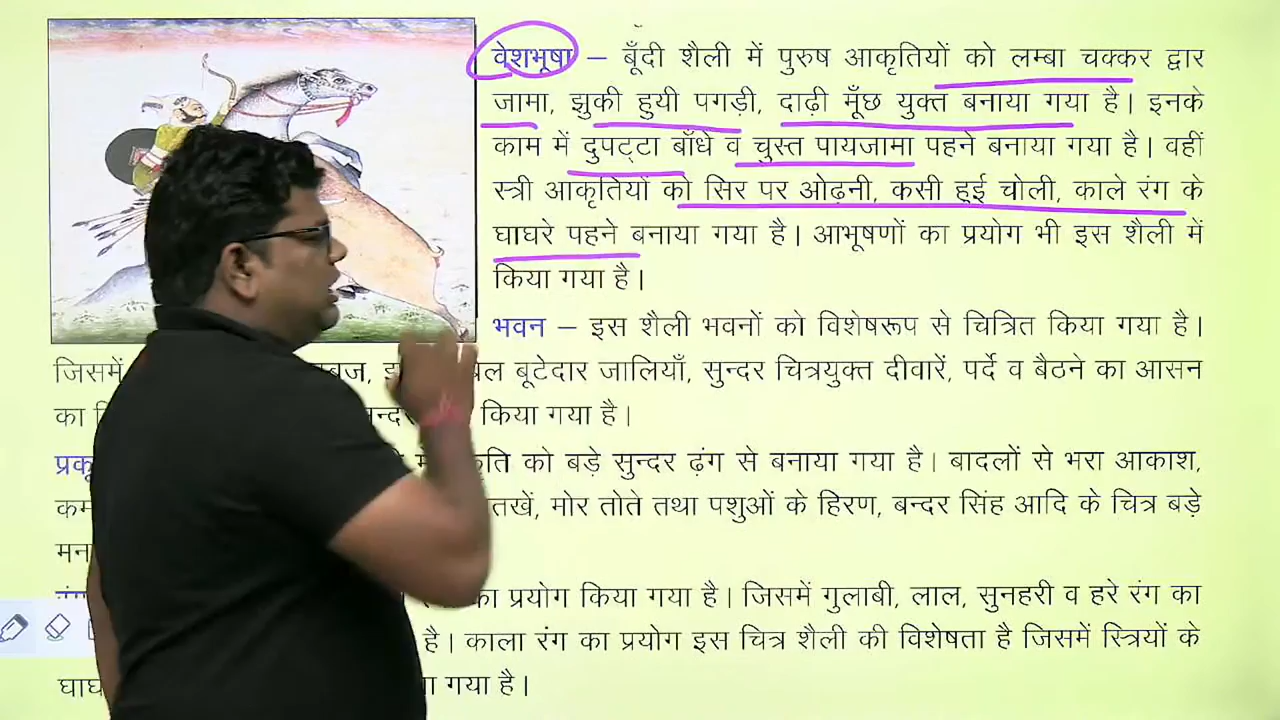 वेशभूषा – बूँदी शैली में पुरुष आकृतियों को लम्बा चक्कर द्वार
जामा, झुकी हुयी पगड़ी, दाढ़ी मूँछ युक्त बनाया गया है। इनके
काम में दुपट्टा बाँधे व चुस्त पायजामा पहने बनाया गया है। वहीं
स्त्री आकृतियों को सिर पर ओढ़नी, कसी हुई चोली, काले रंग के
घाघरे पहने बनाया गया है। आभूषणों का प्रयोग भी इस शैली में
किया गया है।
भवन – इस शैली भवनों को विशेषरूप से चित्रित किया गया है।
जिसमें बूटेदार जालियाँ, सुन्दर चित्रयुक्त दीवारें, पर्दे व बैठने का आसन
का किया गया है।
को बड़े सुन्दर ढ़ंग से बनाया गया है। बादलों से भरा आकाश,
मोर तोते तथा पशुओं के हिरण, बन्दर सिंह आदि के चित्र बड़े
का प्रयोग किया गया है। जिसमें गुलाबी, लाल, सुनहरी व हरे रंग का
है। काला रंग का प्रयोग इस चित्र शैली की विशेषता है जिसमें स्त्रियों के
गया है।